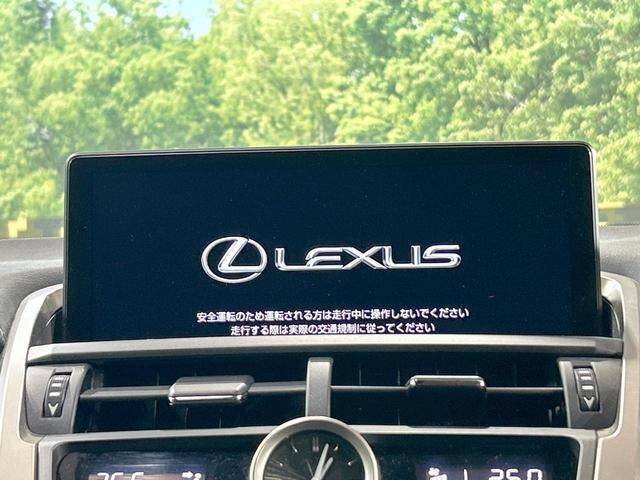 LEXUS
安全運転のため運転される方は走行中に操作しないでください
走行する際は実際の交通規制に従ってください
25.0